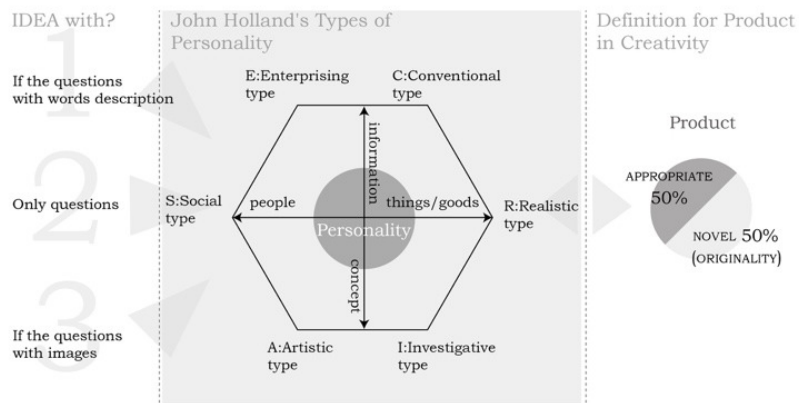 IDEA with?
1
If the questions
with words description
2
Only questions
3
If the questions
with images
John Holland's Types of
Personality
E:Enterprising
type
C:Conventional
type
S:Social
type
R:Realistic
type
A:Artistic
type
I:Investigative
type
information
people
things/goods
Personality
concept
Definition for Product
in Creativity
Product
APPROPRIATE
50%
NOVEL 50%
(ORIGINALITY)